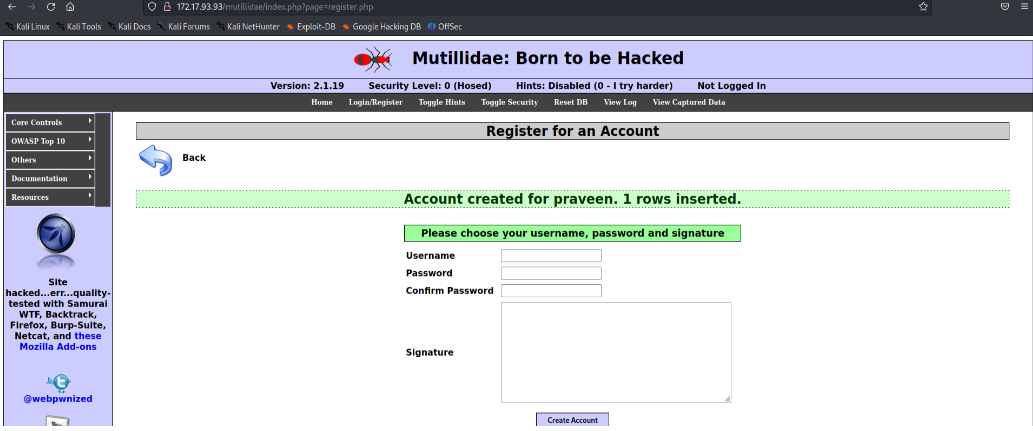 172.17.93.93/mutillidae/index.php?page=register.php
Kali Linux Kali Tools Kali Docs Kali Forums Kali NetHunter Exploit-DB Google Hacking DB OffSec
Mutillidae: Born to be Hacked
Version: 2.1.19 Security Level: 0 (Hosed) Hints: Disabled (0 - I try harder) Not Logged In
Home Login/Register Toggle Hints Toggle Security Reset DB View Log View Captured Data
Core Controls
OWASP Top 10
Others
Documentation
Resources
Site
hacked...err...quality-
tested with Samurai
WTF, Backtrack,
Firefox, Burp-Suite,
Netcat, and these
Mozilla Add-ons
@webpwnized
Register for an Account
Back
Account created for praveen. 1 rows inserted.
Please choose your username, password and signature
Username
Password
Confirm Password
Signature
Create Account